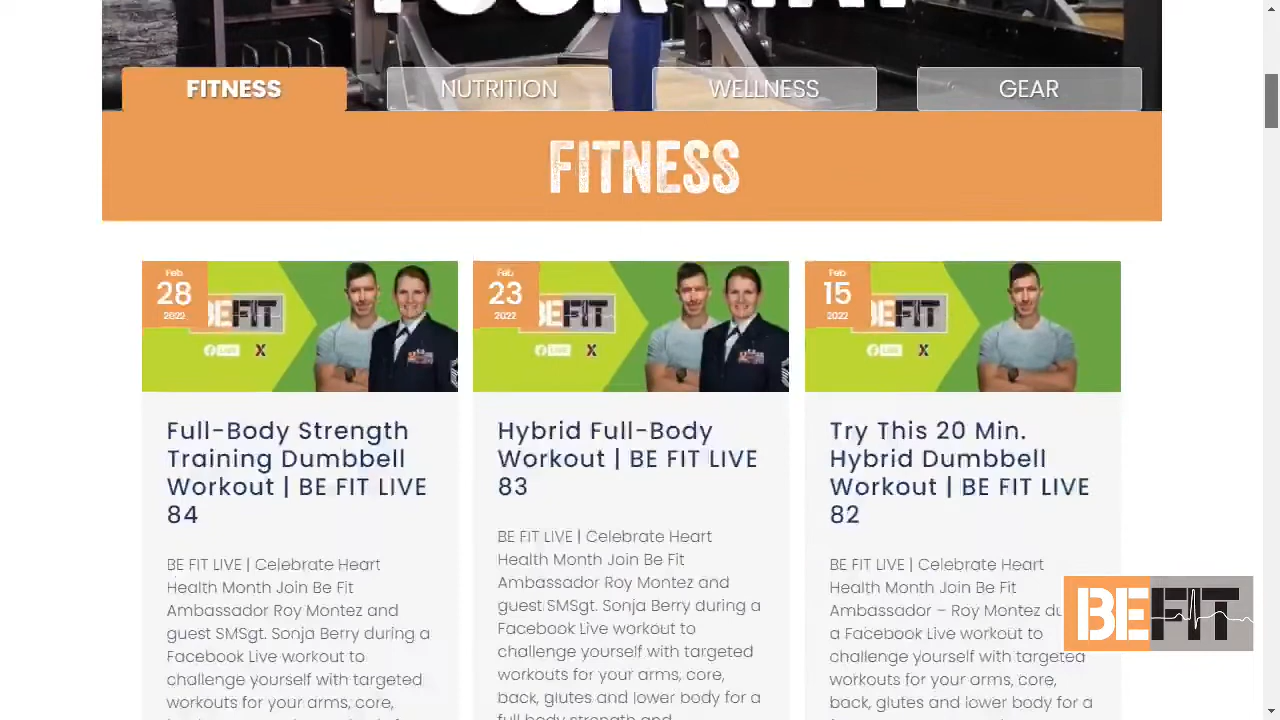 YOUR WAY
FITNESS
NUTRITION
WELLNESS
GEAR
FITNESS
Feb
28
2022
BE FIT
LIVE X
Feb
23
2022
BE FIT
LIVE X
Feb
15
2022
BE FIT
LIVE X
Full-Body Strength
Training Dumbbell
Workout | BE FIT LIVE
84
BE FIT LIVE | Celebrate Heart
Health Month Join Be Fit
Ambassador Roy Montez and
guest SMSgt. Sonja Berry during a
Facebook Live workout to
challenge yourself with targeted
workouts for your arms, core,
Hybrid Full-Body
Workout | BE FIT LIVE
83
BE FIT LIVE | Celebrate Heart
Health Month Join Be Fit
Ambassador Roy Montez and
guest SMSgt. Sonja Berry during a
Facebook Live workout to
challenge yourself with targeted
workouts for your arms, core,
back, glutes and lower body for a
full body strength and
Try This 20 Min.
Hybrid Dumbbell
Workout | BE FIT LIVE
82
BE FIT LIVE | Celebrate Heart
Health Month Join Be Fit
Ambassador – Roy Montez
a Facebook Live workout to
challenge yourself with targeted
workouts for your arms, core,
back, glutes and lower body for a
BE FIT